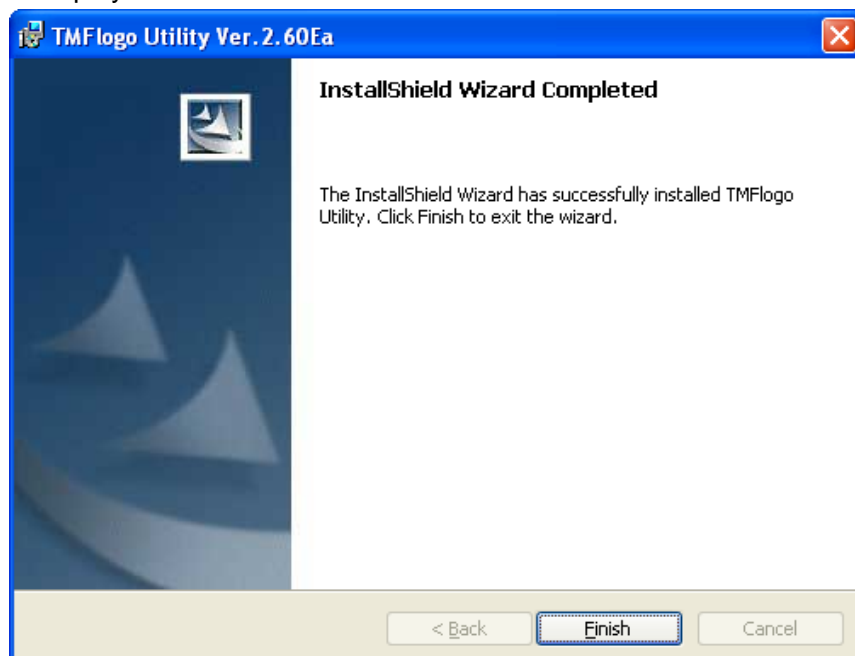 TMFlogo Utility Ver.2.60Ea
InstallShield Wizard Completed
The InstallShield Wizard has successfully installed TMFlogo
Utility. Click Finish to exit the wizard.
< Back
Finish
Cancel